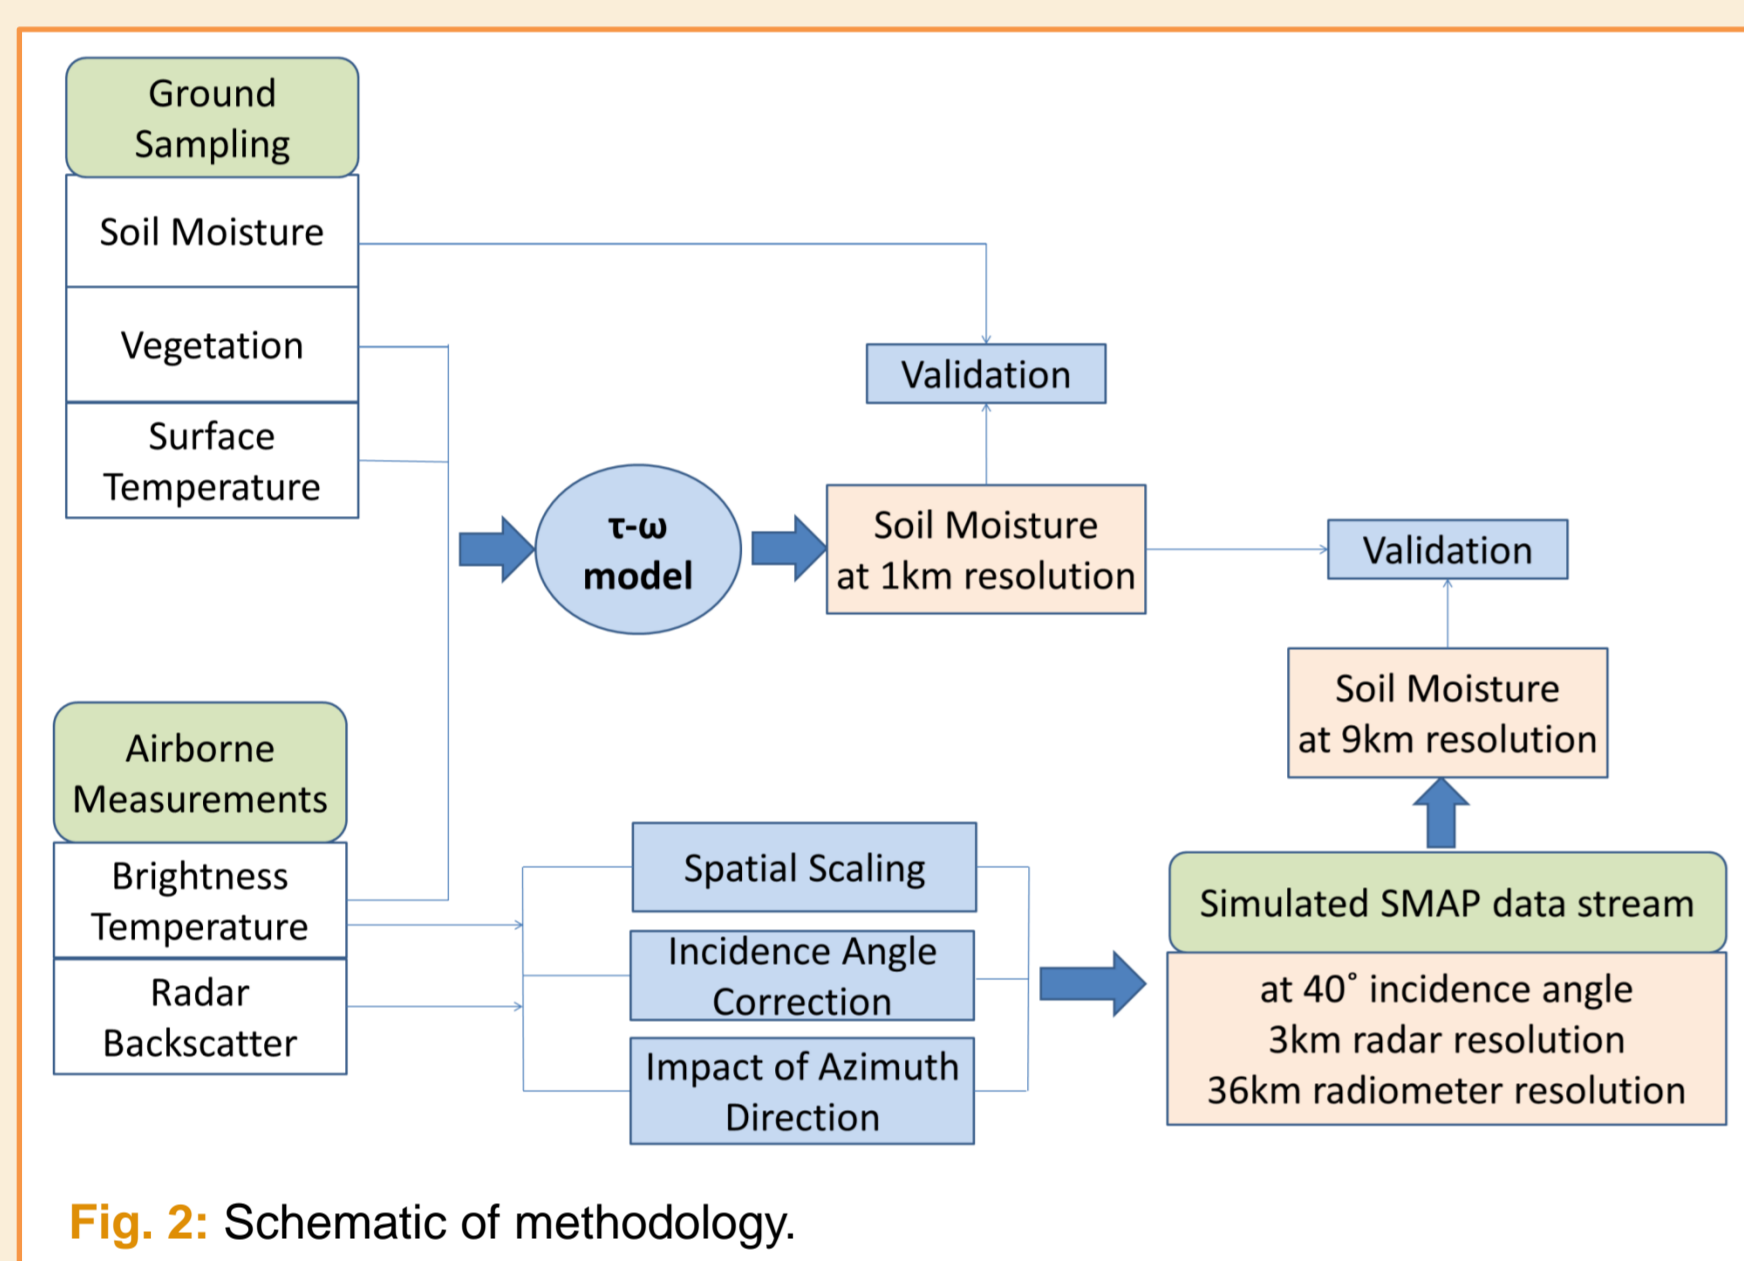 Ground
Sampling
Soil Moisture
Vegetation
Surface
Temperature
Validation
τ-ω
model
Soil Moisture
at 1km resolution
Validation
Soil Moisture
at 9km resolution
Airborne
Measurements
Brightness
Temperature
Radar
Backscatter
Spatial Scaling
Incidence Angle
Correction
Impact of Azimuth
Direction
Simulated SMAP data stream
at 40˚ incidence angle
3km radar resolution
36km radiometer resolution
Fig. 2: Schematic of methodology.